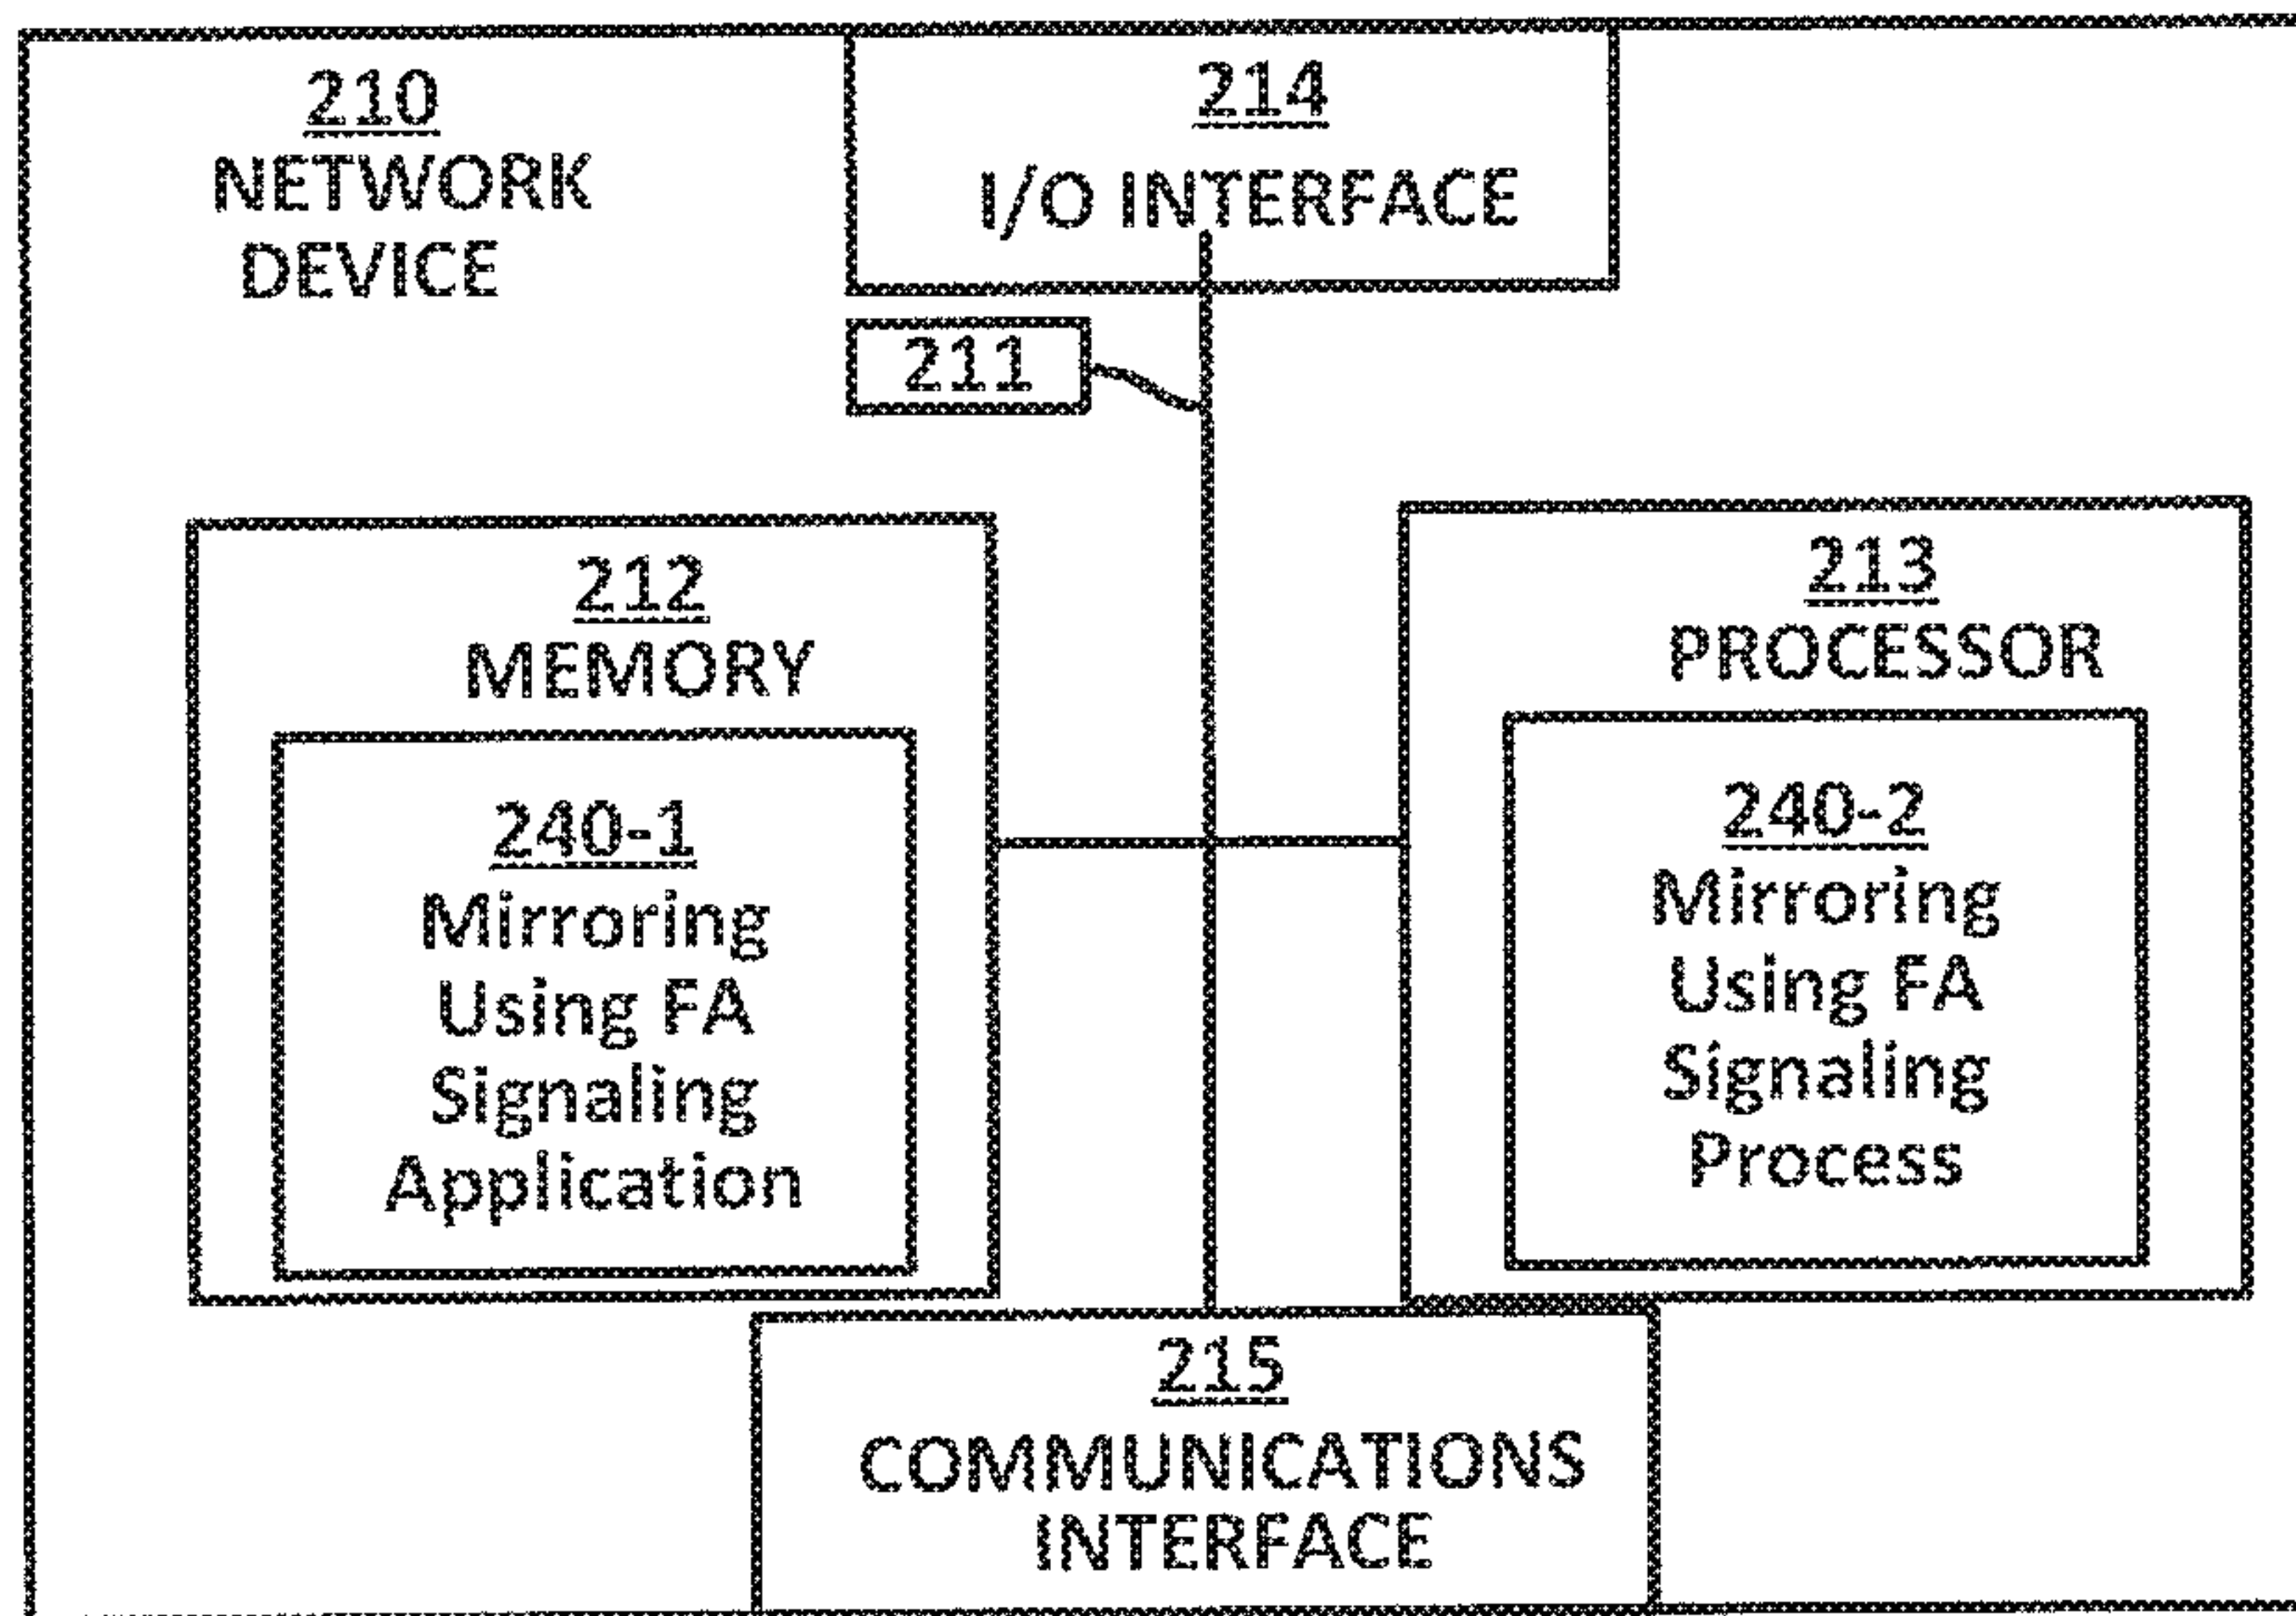 210
NETWORK
DEVICE
214
I/O INTERFACE
211
212
MEMORY
213
PROCESSOR
240-1
Mirroring
Using FA
Signaling
Application
240-2
Mirroring
Using FA
Signaling
Process
215
COMMUNICATIONS
INTERFACE